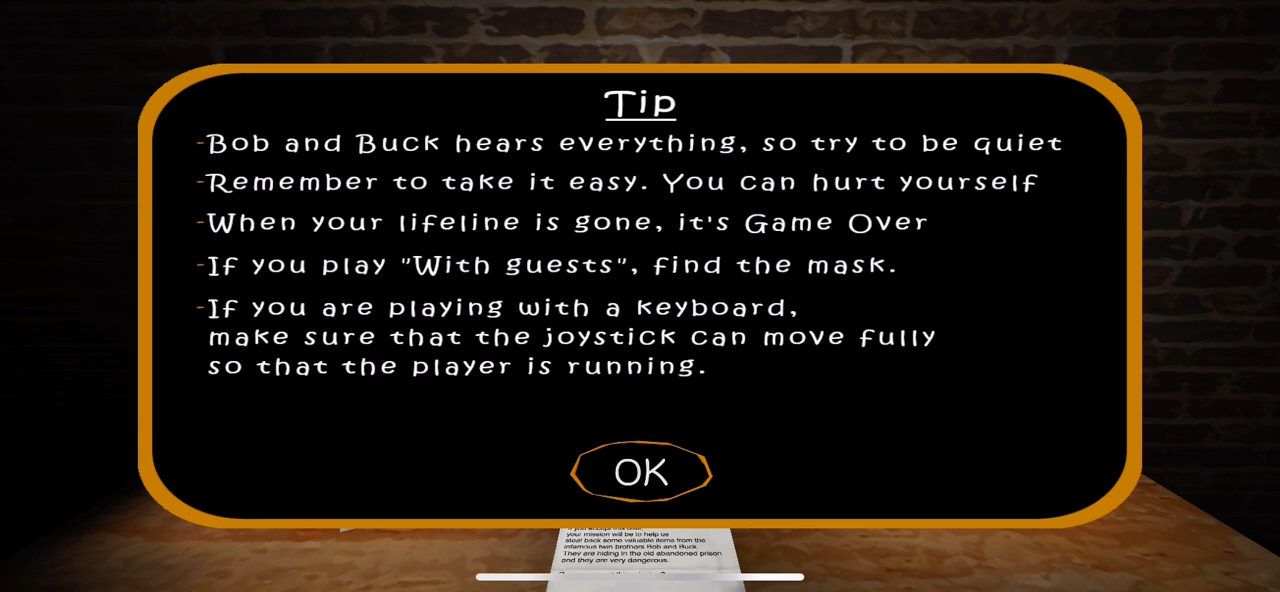 Tip
-Bob and Buck hears everything, so try to be quiet
-Remember to take it easy. You can hurt yourself
-When your lifeline is gone, it's Game Over
-If you play "With guests", find the mask.
-If you are playing with a keyboard,
make sure that the joystick can move fully
so that the player is running.
OK
your mission will be to help us
steal back some valuable items from the
infamous twin brothers Bob and Buck.
They are hiding in the old abandoned prison
and they are very dangerous.